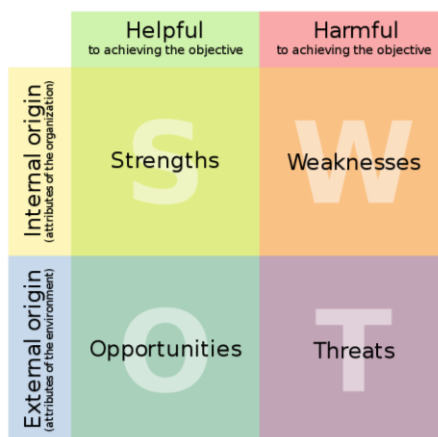 Helpful
to achieving the objective
Harmful
to achieving the objective
Internal origin
(attributes of the organization)
S
Strengths
W
Weaknesses
External origin
(attributes of the environment)
O
Opportunities
T
Threats